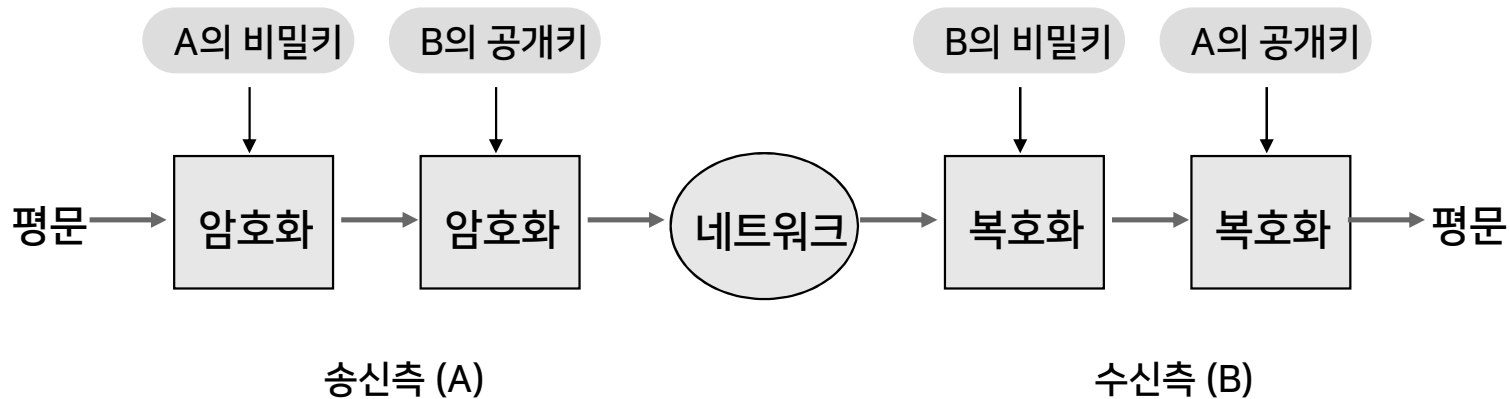 A의 비밀키
B의 공개키
B의 비밀키
A의 공개키
평문
암호화
암호화
네트워크
복호화
복호화
평문
송신측 (A)
수신측 (B)